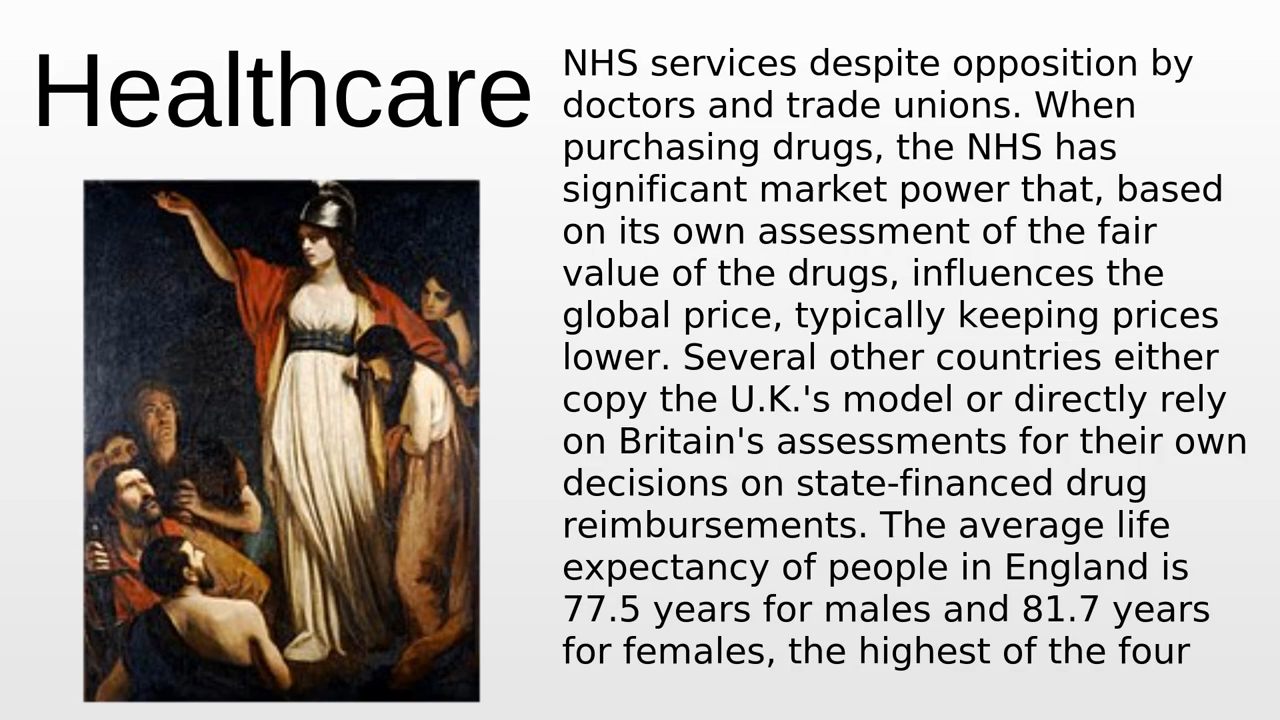 Healthcare
NHS services despite opposition by
doctors and trade unions. When
purchasing drugs, the NHS has
significant market power that, based
on its own assessment of the fair
value of the drugs, influences the
global price, typically keeping prices
lower. Several other countries either
copy the U.K.'s model or directly rely
on Britain's assessments for their own
decisions on state-financed drug
reimbursements. The average life
expectancy of people in England is
77.5 years for males and 81.7 years
for females, the highest of the four